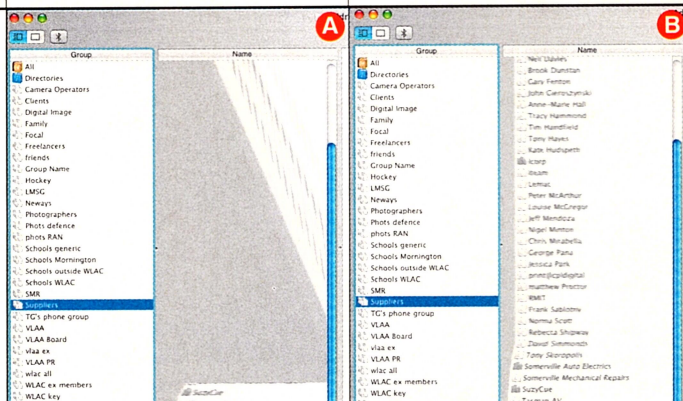 A
Group
Name
All
Directories
Camera Operators
Clients
Digital Image
Family
Focal
Freelancers
friends
Group Name
Hockey
LMSG
Neways
Photographers
Phots defence
phots RAN
Schools generic
Schools Mornington
Schools outside WLAC
Schools WLAC
SMR
Suppliers
TG's phone group
VLAA
VLAA Board
vlaa ex
VLAA PR
wlac all
WLAC ex members
WLAC key
SuzyCue
B
Group
Name
All
Directories
Camera Operators
Clients
Digital Image
Family
Focal
Freelancers
friends
Group Name
Hockey
LMSG
Neways
Photographers
Phots defence
phots RAN
Schools generic
Schools Mornington
Schools outside WLAC
Schools WLAC
SMR
Suppliers
TG's phone group
VLAA
VLAA Board
vlaa ex
VLAA PR
wlac all
WLAC ex members
WLAC key
Neil Davies
Brook Dunstan
Gary Fenton
John
Anne-Marie Hall
Tracy Hammond
Tim Handfield
Tony Hayes
Kate Hudspeth
icorp
Lemac
Peter McArthur
Louise McGregor
Jeff Mendoza
Nigel Minton
Chris Mirabella
George Pana
Jessica Park
print@cpldigital
matthew Proctor
RMIT
Frank
Norma Scott
Rebecca Shipway
David Simmonds
Tony Skoropolis
Somerville Auto Electrics
Somerville Mechanical Repairs
SuzyCue